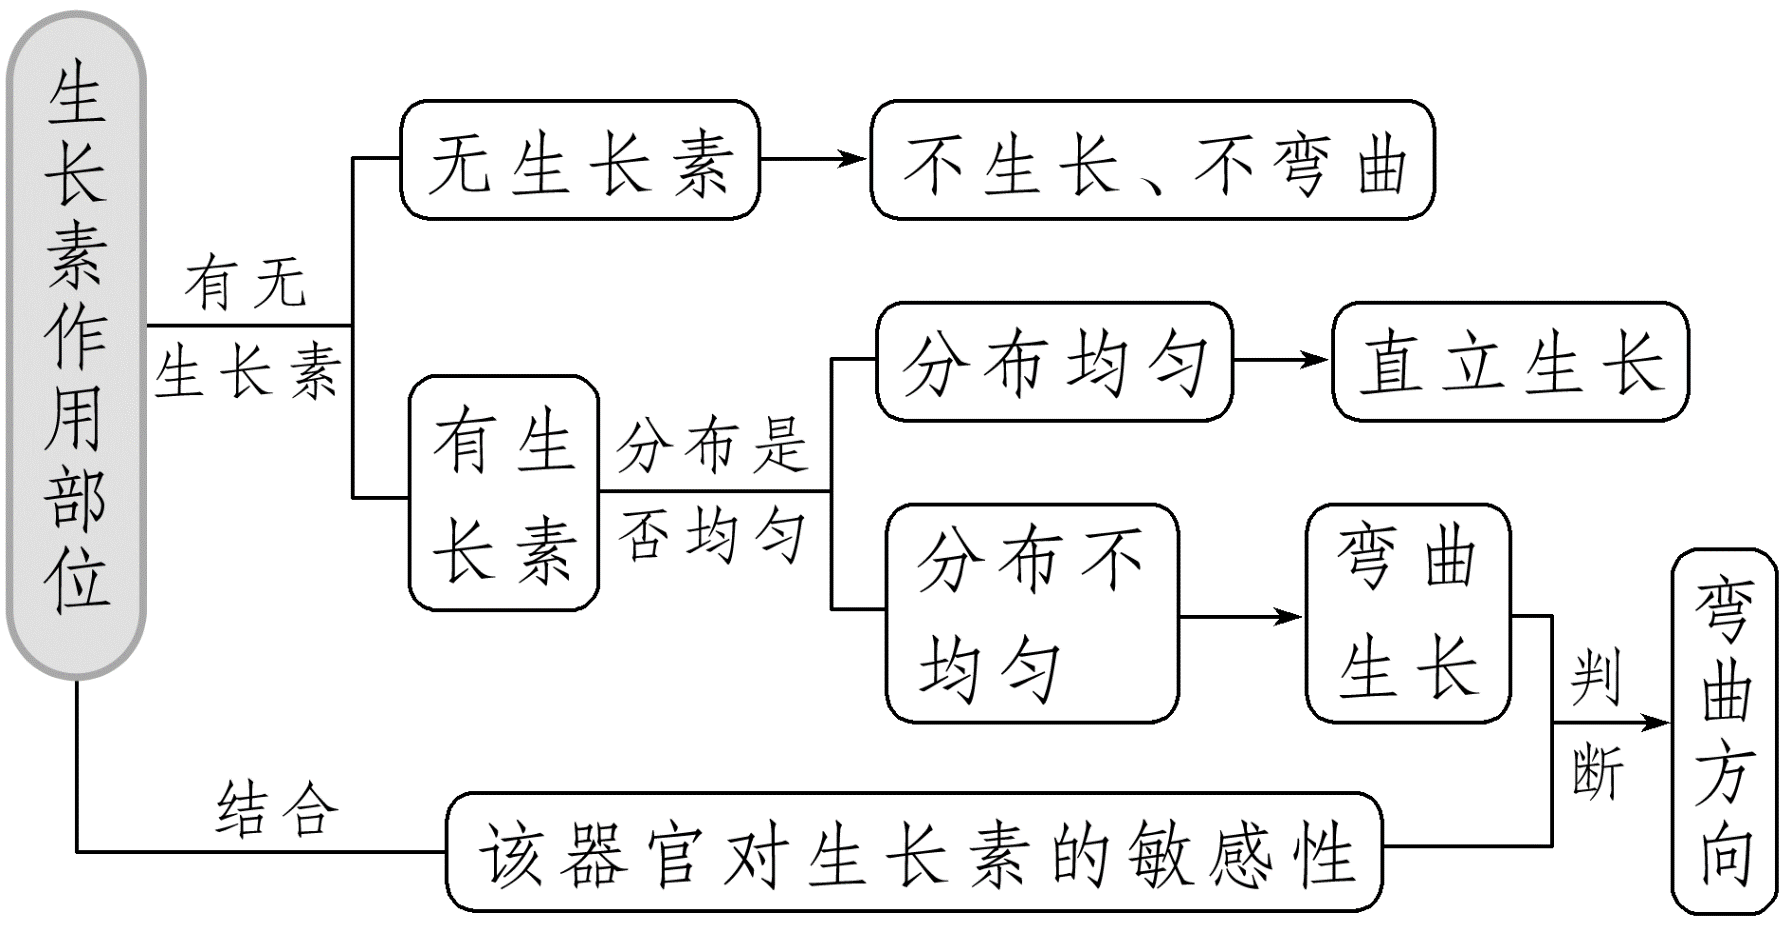 生长素作用部位
有无
生长素
无生长素
不生长、不弯曲
有生
长素
分布是
否均匀
分布均匀
直立生长
分布不
均匀
弯曲
生长
结合
该器官对生长素的敏感性
判
断
弯曲方向